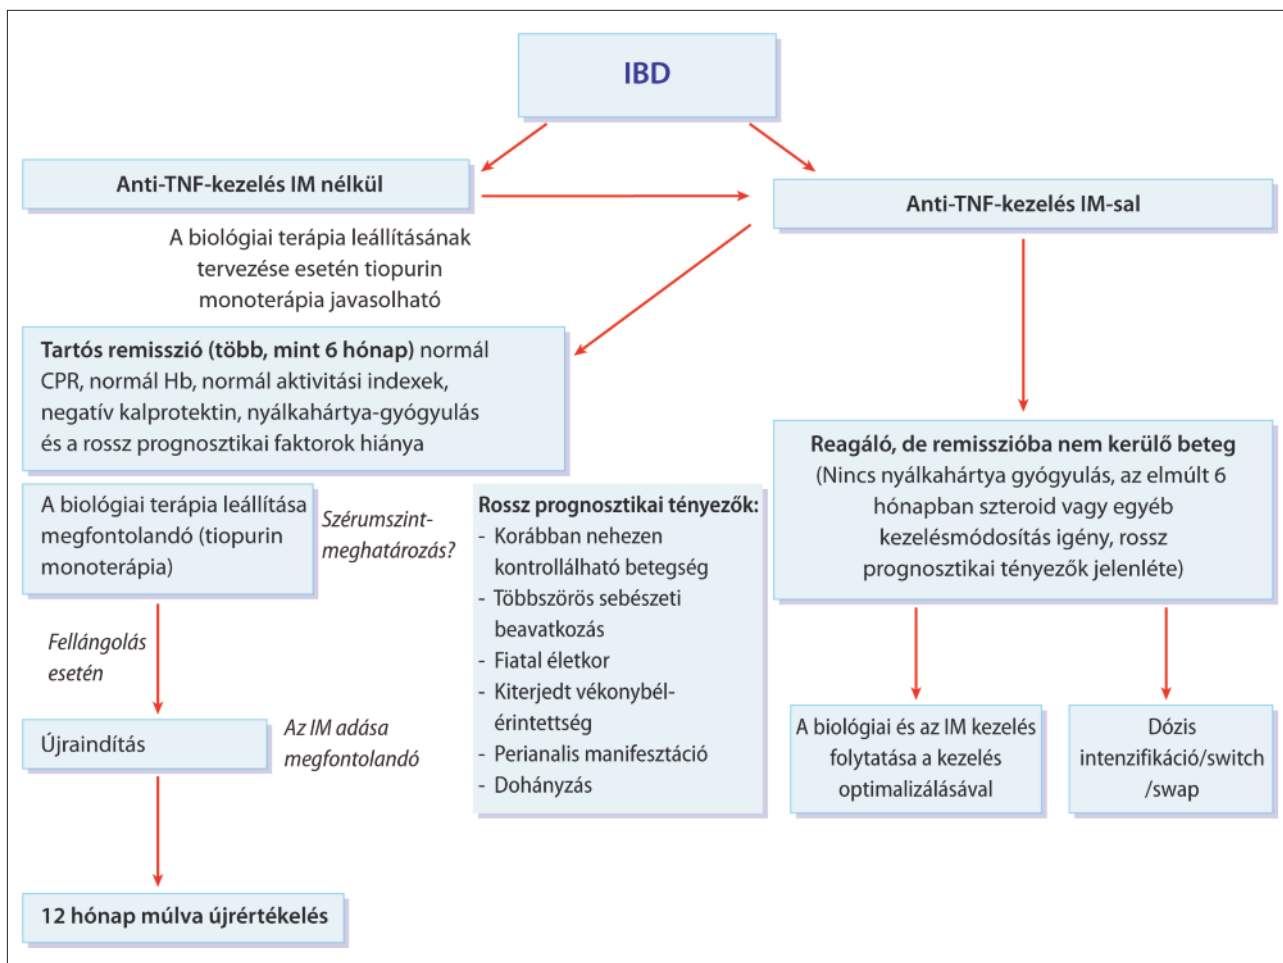 IBD
Anti-TNF-kezelés IM nélkül
Anti-TNF-kezelés IM-sal
A biológiai terápia leállításának
tervezése esetén tiopurin
monoterápia javasolható
Tartós remisszió (több, mint 6 hónap) normál
CPR, normál Hb, normál aktivitási indexek,
negatív kalprotektin, nyálkahártya-gyógyulás
és a rossz prognosztikai faktorok hiánya
A biológiai terápia leállítása
megfontolandó (tiopurin
monoterápia)
Szérumszint-
meghatározás?
Fellángolás
esetén
Újraindítás
Az IM adása
megfontolandó
12 hónap múlva újrértékelés
Rossz prognosztikai tényezők:
- Korábban nehezen
kontrollálható betegség
- Többszörös sebészeti
beavatkozás
- Fiatal életkor
- Kiterjedt vékonybél-
érintettség
- Perianalis manifesztáció
- Dohányzás
Reagáló, de remisszióba nem kerülő beteg
(Nincs nyálkahártya gyógyulás, az elmúlt 6
hónapban szteroid vagy egyéb
kezelésmódosítás igény, rossz
prognosztikai tényezők jelenléte)
A biológiai és az IM kezelés
folytatása a kezelés
optimalizálásával
Dózis
intenzifikáció/switch
/swap